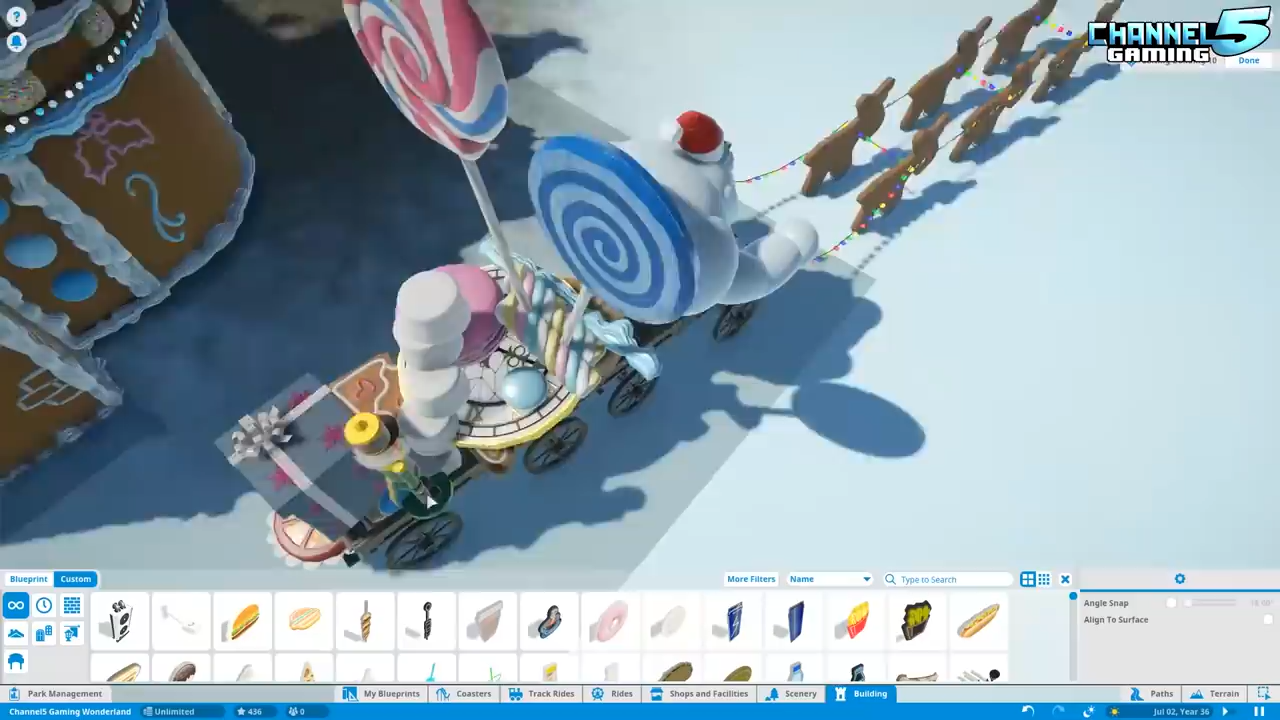 ?
CHANNEL 5
GAMING
Done
Blueprint
Custom
More Filters
Name
Type to Search
Angle Snap
Align To Surface
Park Management
My Blueprints
Coasters
Track Rides
Rides
Shops and Facilities
Scenery
Building
Paths
Terrain
Channel5 Gaming Wonderland
Unlimited
436
0
Jul 02, Year 36